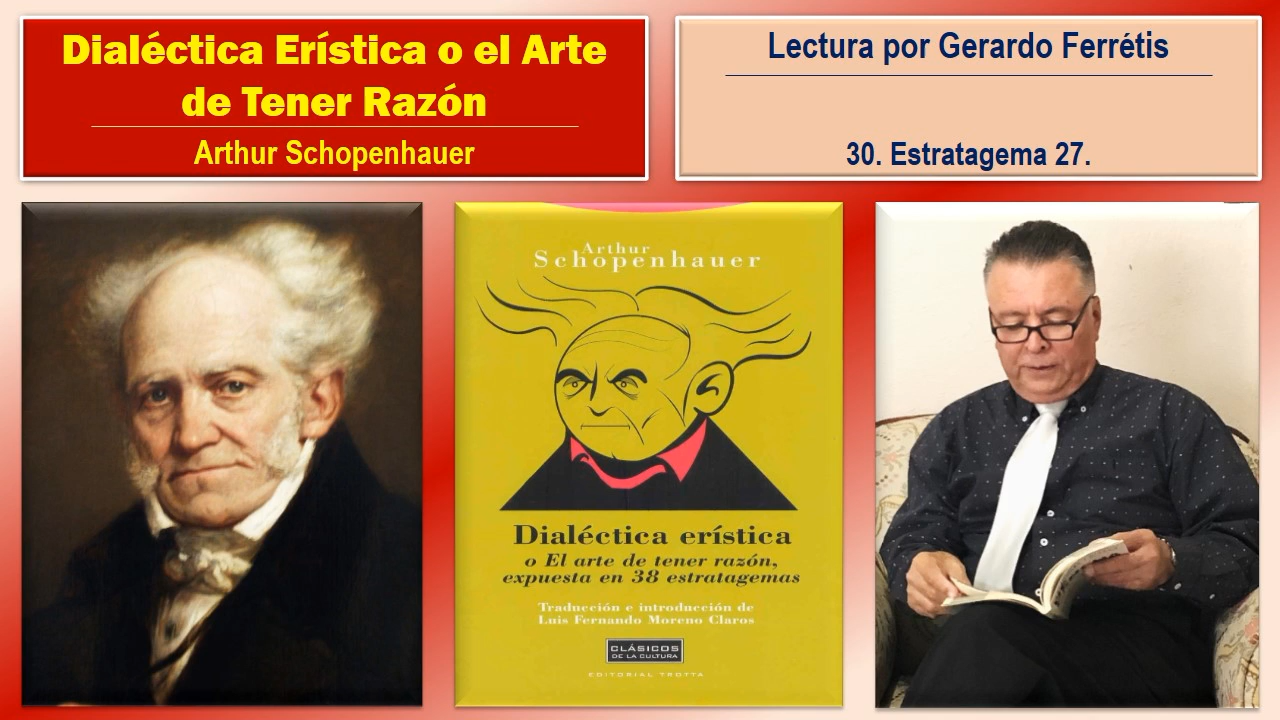 Dialéctica Erística o el Arte
de Tener Razón
Arthur Schopenhauer
Lectura por Gerardo Ferrétis
30. Estratagema 27.
Arthur
Schopenhauer
Dialéctica erística
o El arte de tener razón,
expuesta en 38 estratagemas
Traducción e introducción de
Luis Fernando Moreno Claros
CLÁSICOS
DE LA CULTURA
EDITORIAL TROTTA